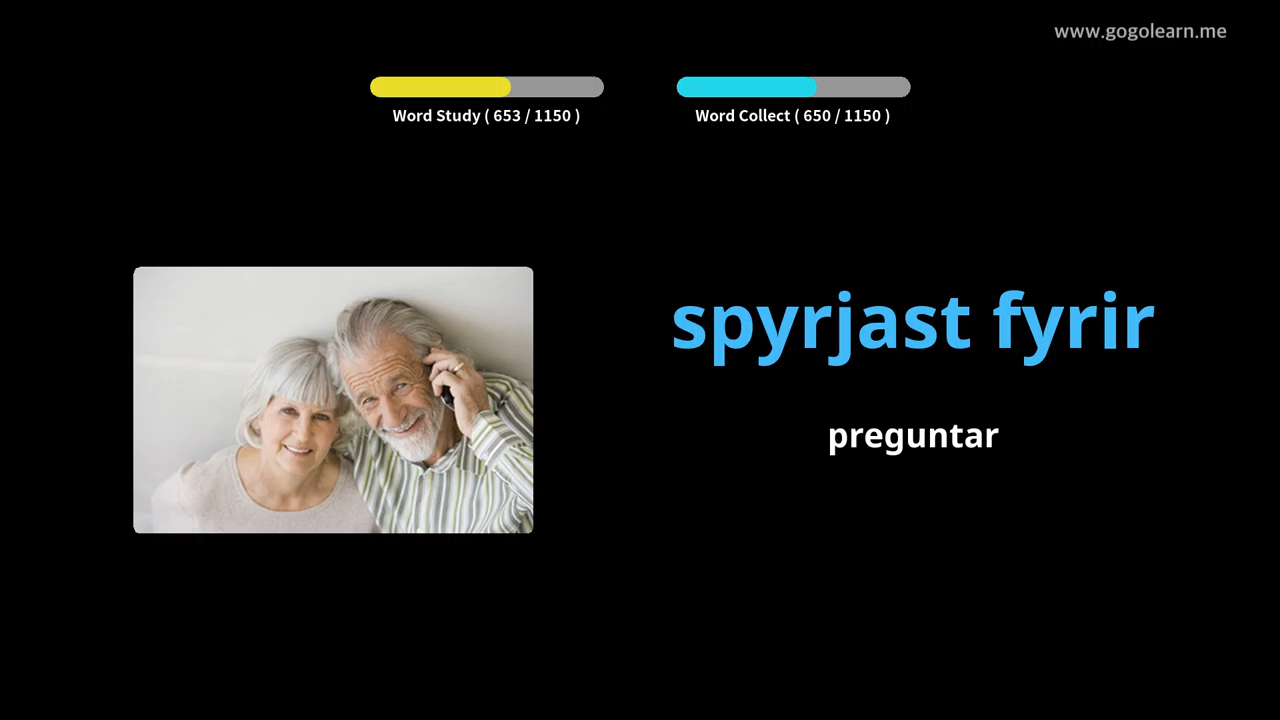 www.gogolearn.me
Word Study ( 653 / 1150 )
Word Collect ( 650 / 1150 )
spyrjast fyrir
preguntar